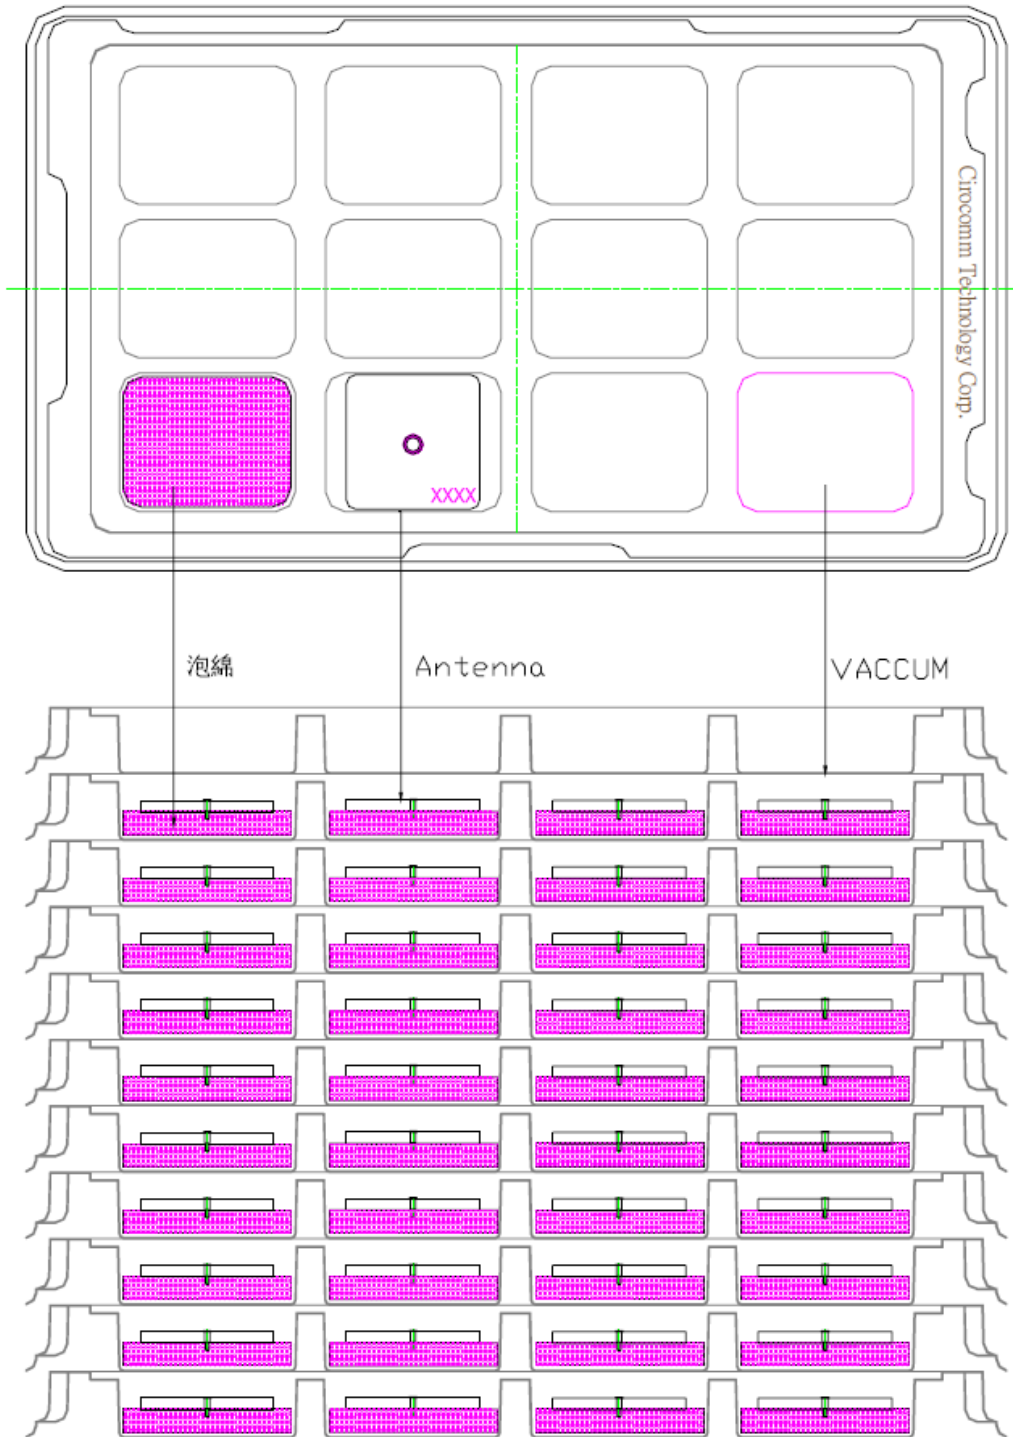 Cirocomm Technology Corp.
XXXX
泡綿
Antenna
VACCUM